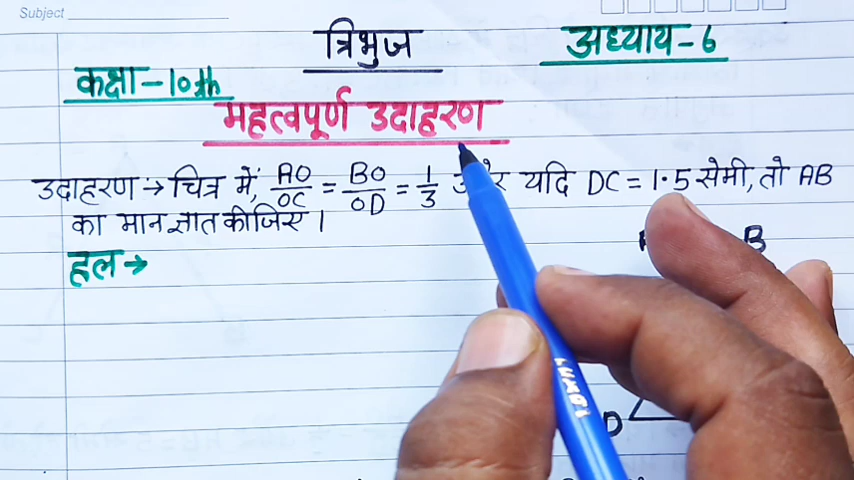 Subject
त्रिभुज
अध्याय-6
कक्षा-10th
महत्वपूर्ण उदाहरण
उदाहरण→ चित्र में, AO/OC = BO/OD = 1/3 और यदि DC = 1.5 सेमी, तो AB
का मान ज्ञात कीजिए।
हल→
B
D